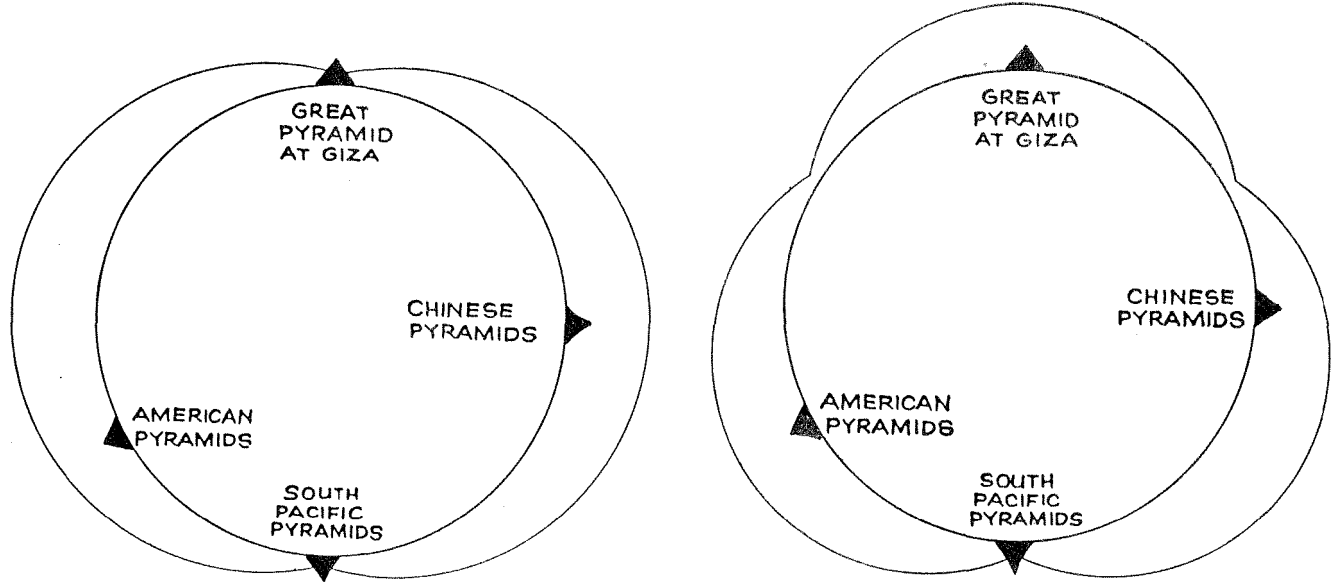 GREAT
PYRAMID
AT GIZA
CHINESE
PYRAMIDS
AMERICAN
PYRAMIDS
SOUTH
PACIFIC
PYRAMIDS
GREAT
PYRAMID
AT GIZA
CHINESE
PYRAMIDS
AMERICAN
PYRAMIDS
SOUTH
PACIFIC
PYRAMIDS